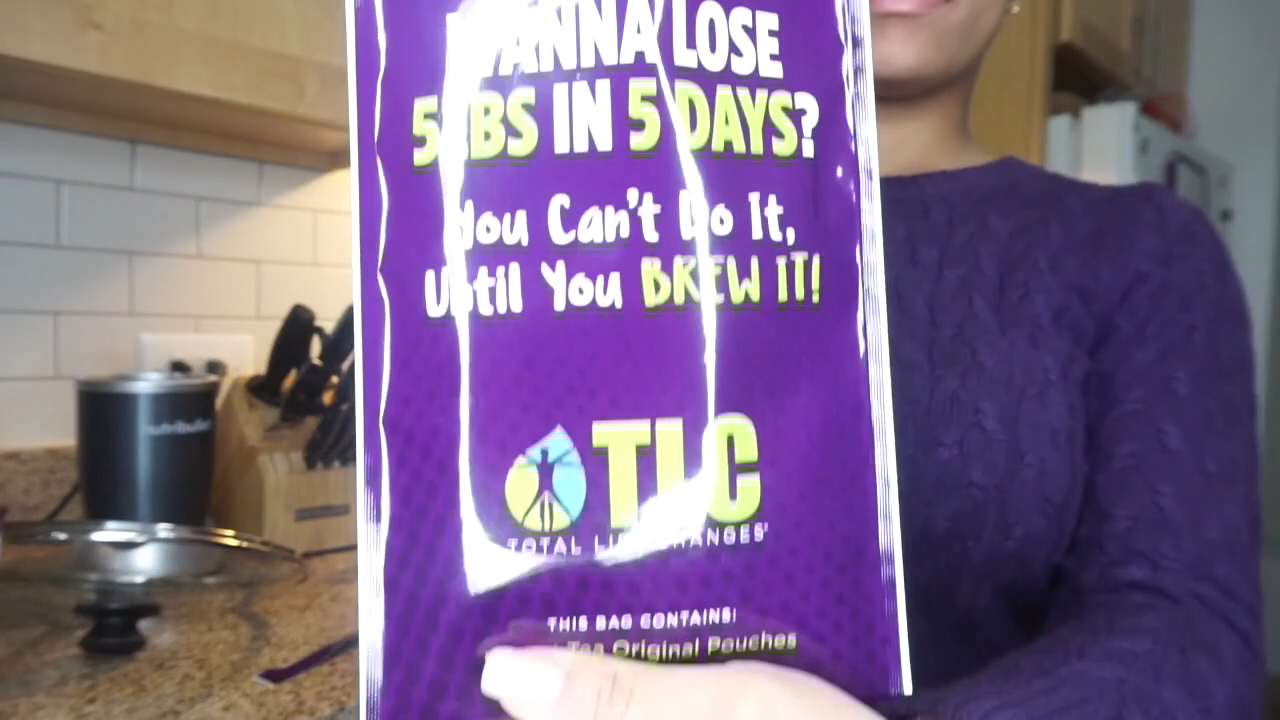 WANNA LOSE
5 LBS IN 5 DAYS?
You Can't Do It,
Until You BREW IT!
TLC
TOTAL LIFE CHANGES
THIS BAG CONTAINS:
Tea Original Pouches
nutribullet